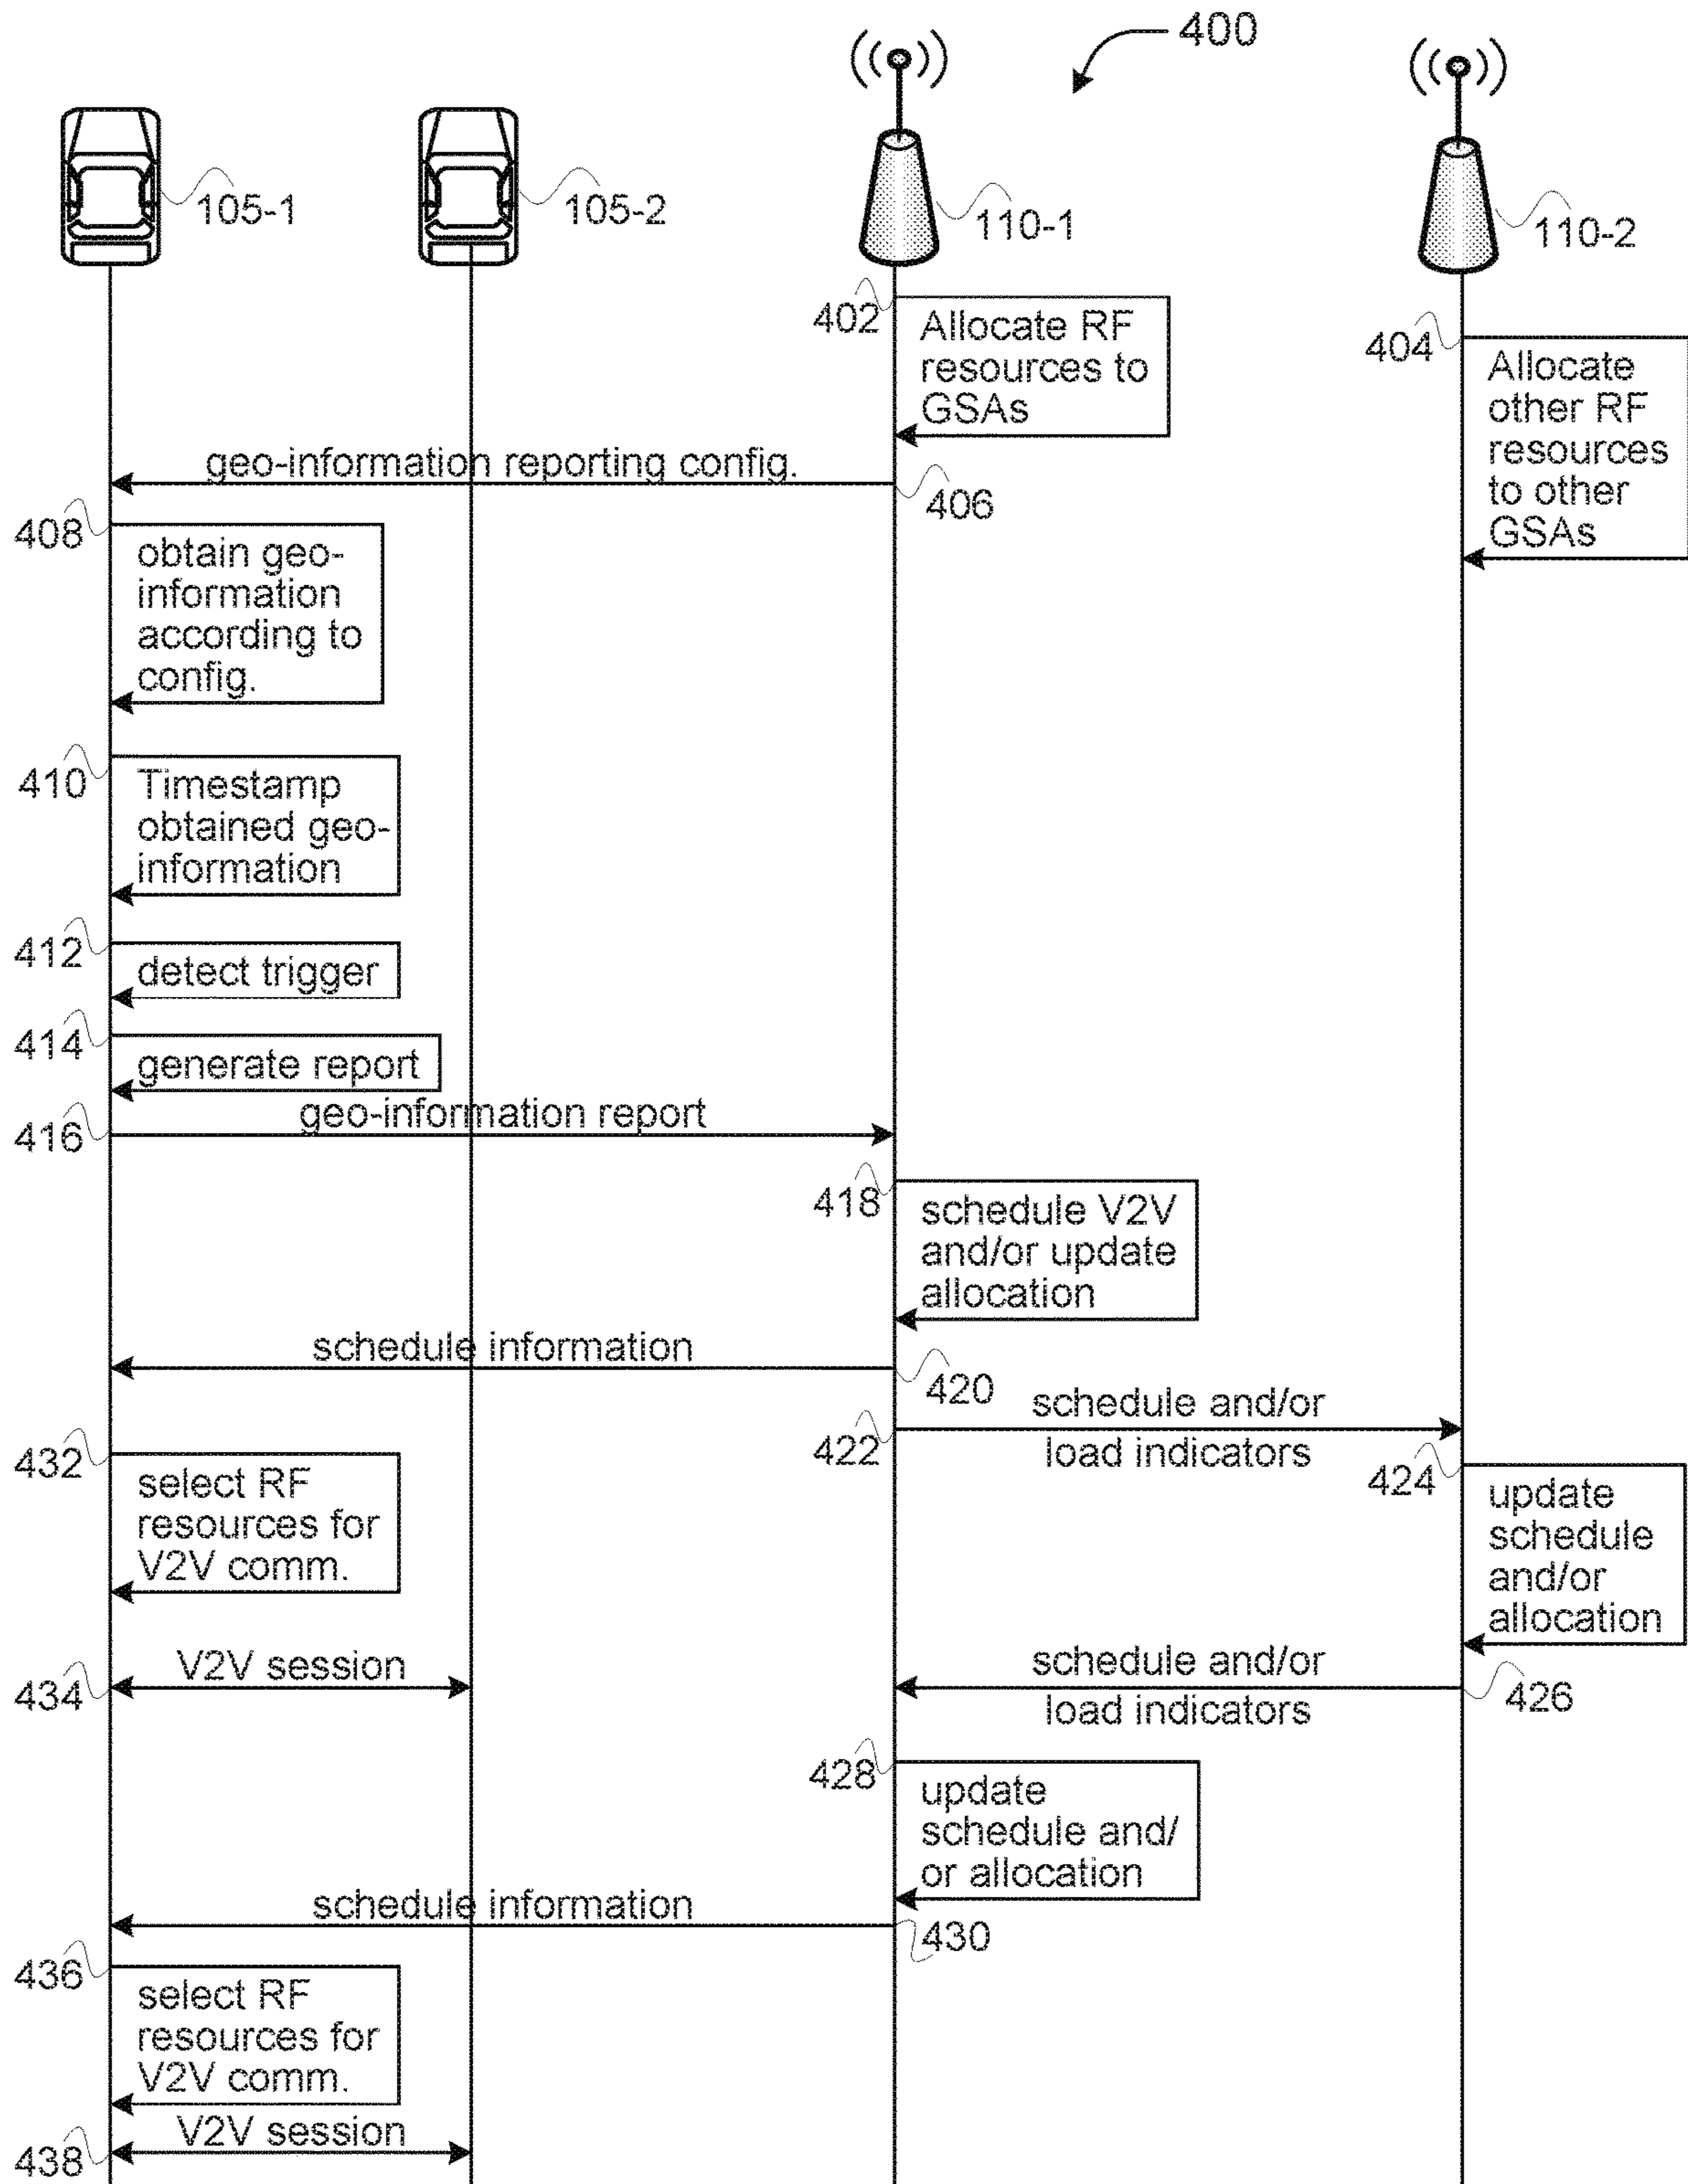 400
105-1
105-2
110-1
110-2
402
Allocate RF
resources to
GSAs
404
Allocate
other RF
resources
to other
GSAs
geo-information reporting config.
406
408
obtain geo-
information
according to
config.
410
Timestamp
obtained geo-
information
412
detect trigger
414
generate report
416
geo-information report
418
schedule V2V
and/or update
allocation
schedule information
420
422
schedule and/or
load indicators
424
update
schedule
and/or
allocation
432
select RF
resources for
V2V comm.
434
V2V session
schedule and/or
load indicators
426
428
update
schedule and/
or allocation
schedule information
430
436
select RF
resources for
V2V comm.
438
V2V session